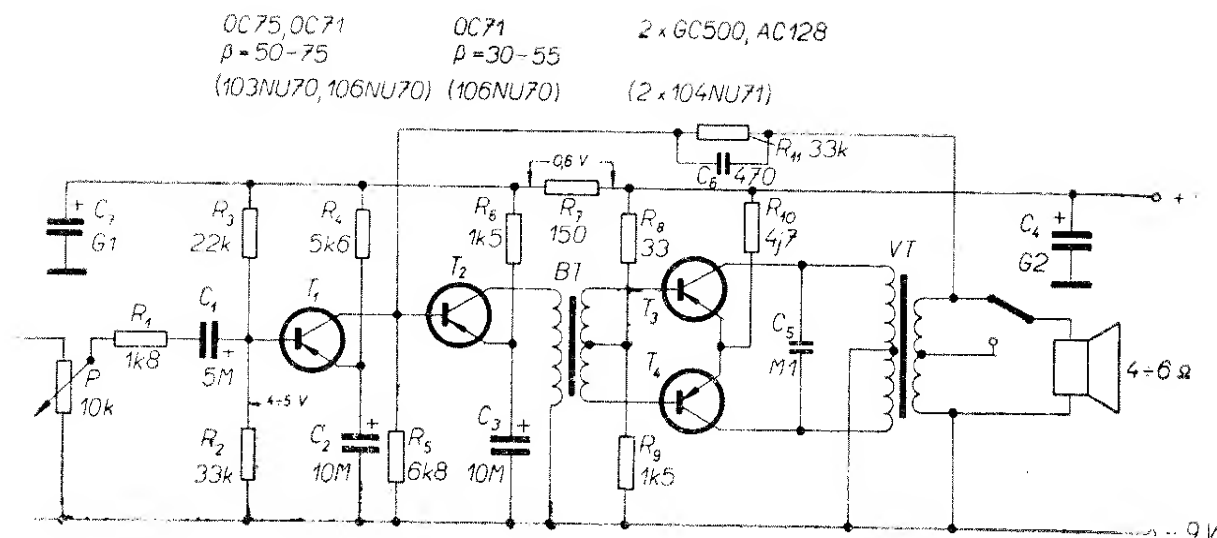 OC75, OC71
β = 50-75
(103NU70, 106NU70)
OC71
β = 30-55
(106NU70)
2 x GC500, AC128
(2 x 104NU71)
R11 33k
C6 470
0,6 V
+
C7
G1
+
R3
22k
R4
5k6
R6
1k5
R7
150
R8
33
R10
4j7
C4
G2
+
VT
BT
T1
T2
T3
T4
C5
M1
R1
1k8
C1
5M
+
P
10k
4÷5 V
R2
33k
C2
10M
+
R5
6k8
C3
10M
+
R9
1k5
4÷6 Ω
- 9 V